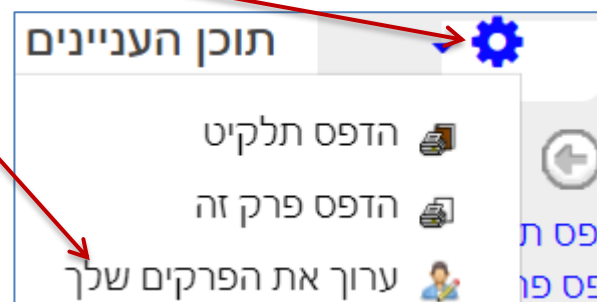 תוכן העניינים
הדפס תלקיט
הדפס פרק זה
ערוך את הפרקים שלך